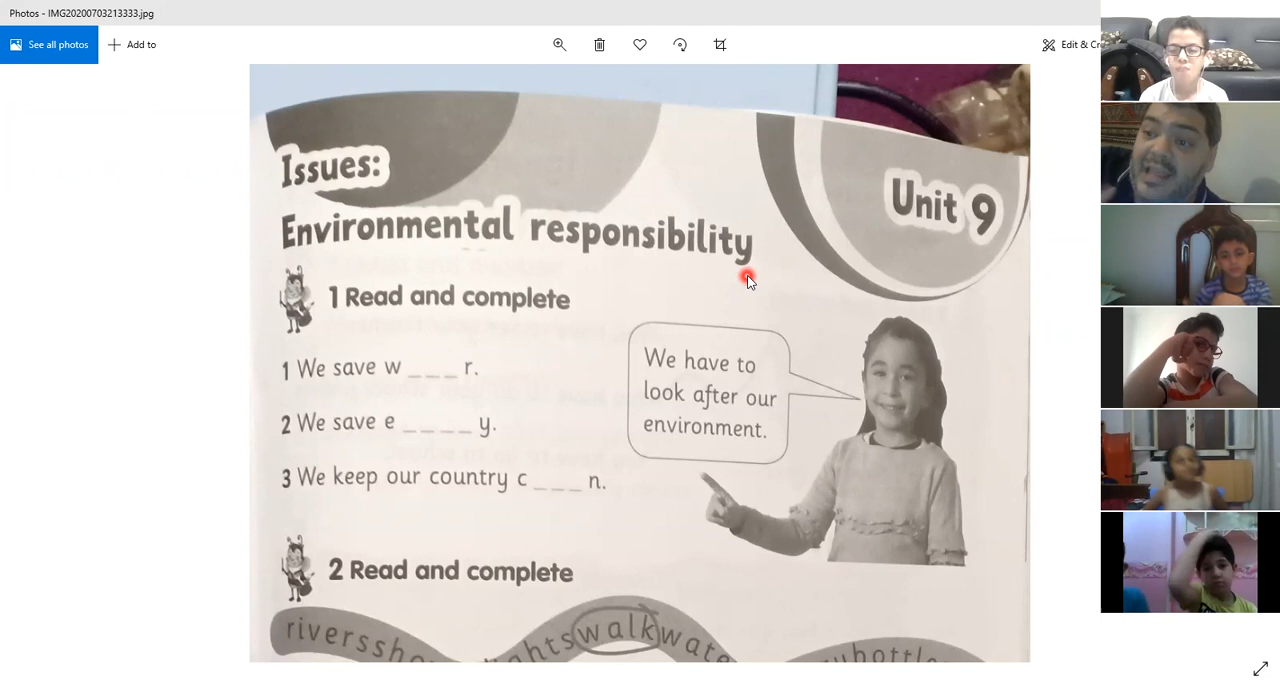 Photos - IMG20200703213333.jpg
See all photos
Add to
Issues:
Environmental responsibility
Unit 9
1 Read and complete
1 We save w _ _ _ r.
2 We save e _ _ _ _ y.
3 We keep our country c _ _ _ n.
We have to
look after our
environment.
2 Read and complete
walk